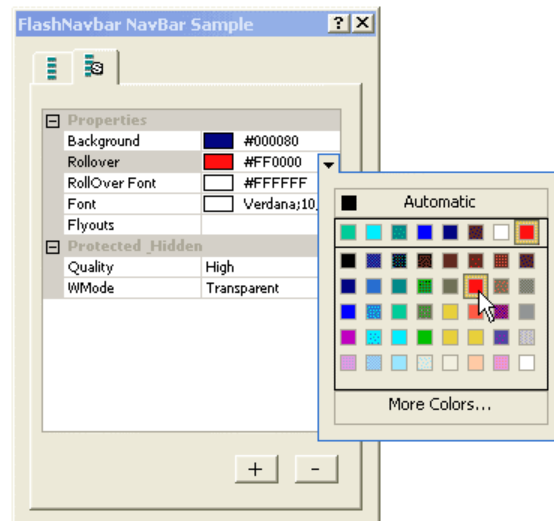 FlashNavbar NavBar Sample
Properties
Background #000080
Rollover #FF0000
RollOver Font #FFFFFF
Font Verdana;10,
Flyouts
Protected_Hidden
Quality High
WMode Transparent
Automatic
More Colors...
+ -